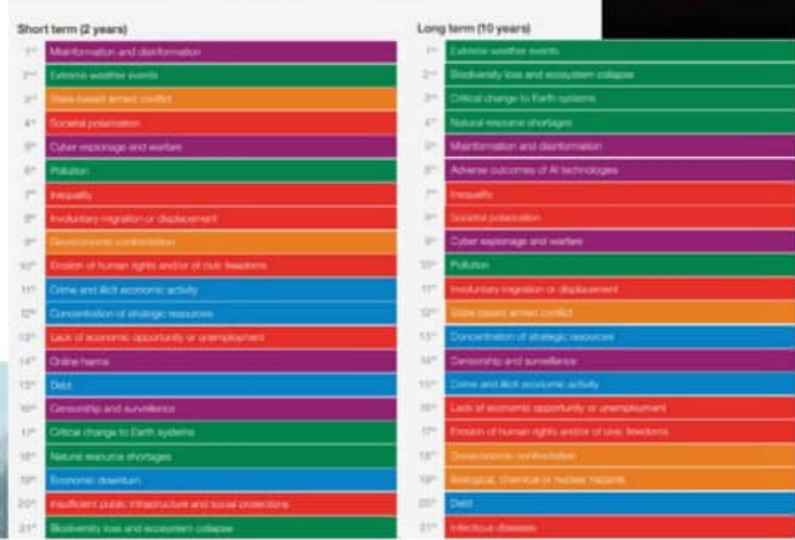 Short term (2 years)
1st Misinformation and disinformation
2nd Extreme weather events
3rd State-based armed conflict
4th Societal polarization
5th Cyber espionage and warfare
6th Pollution
7th Inequality
8th Involuntary migration or displacement
9th Geoeconomic confrontation
10th Erosion of human rights and/or of civic freedoms
11th Crime and illicit economic activity
12th Concentration of strategic resources
13th Lack of economic opportunity or unemployment
14th Online harms
15th Debt
16th Censorship and surveillance
17th Critical change to Earth systems
18th Natural resource shortages
19th Economic downturn
20th Insufficient public infrastructure and social protections
21st Biodiversity loss and ecosystem collapse
Long term (10 years)
1st Extreme weather events
2nd Biodiversity loss and ecosystem collapse
3rd Critical change to Earth systems
4th Natural resource shortages
5th Misinformation and disinformation
6th Adverse outcomes of AI technologies
7th Inequality
8th Societal polarization
9th Cyber espionage and warfare
10th Pollution
11th Involuntary migration or displacement
12th State-based armed conflict
13th Concentration of strategic resources
14th Censorship and surveillance
15th Crime and illicit economic activity
16th Lack of economic opportunity or unemployment
17th Erosion of human rights and/or of civic freedoms
18th Geoeconomic confrontation
19th Biological, chemical or nuclear hazards
20th Debt
21st Infectious diseases